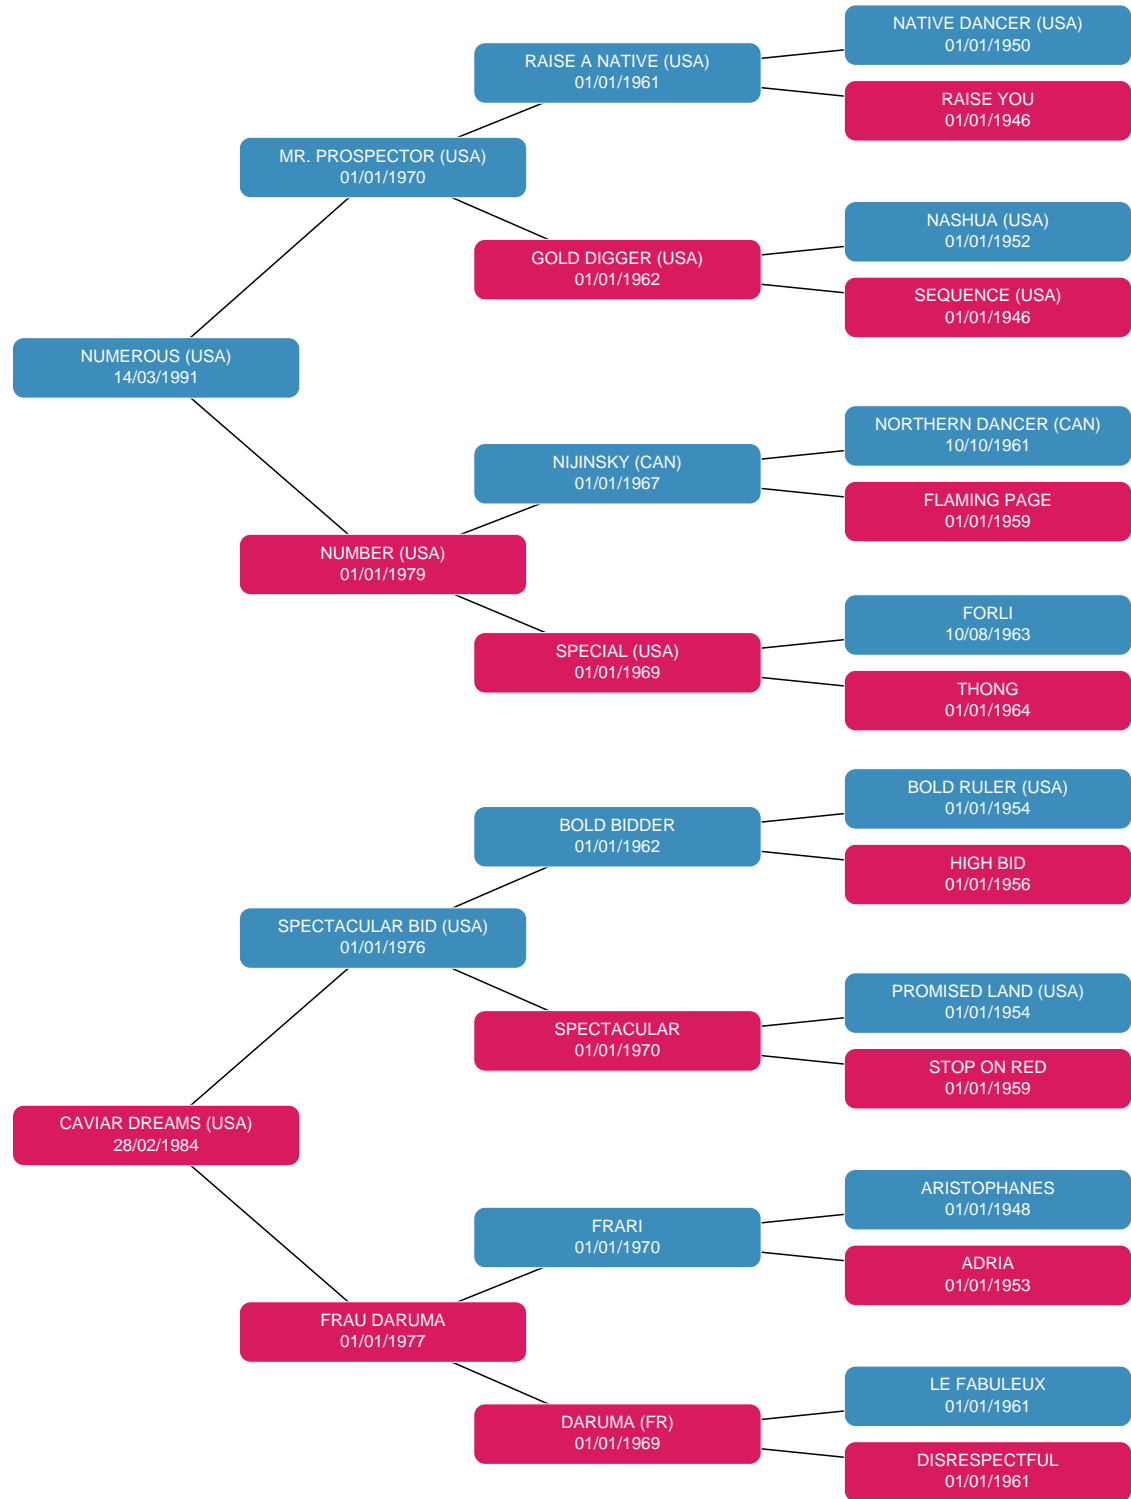 NATIVE DANCER (USA)
01/01/1950
RAISE A NATIVE (USA)
01/01/1961
RAISE YOU
01/01/1946
MR. PROSPECTOR (USA)
01/01/1970
NASHUA (USA)
01/01/1952
GOLD DIGGER (USA)
01/01/1962
SEQUENCE (USA)
01/01/1946
NUMEROUS (USA)
14/03/1991
NORTHERN DANCER (CAN)
10/10/1961
NIJINSKY (CAN)
01/01/1967
FLAMING PAGE
01/01/1959
NUMBER (USA)
01/01/1979
FORLI
10/08/1963
SPECIAL (USA)
01/01/1969
THONG
01/01/1964
BOLD RULER (USA)
01/01/1954
BOLD BIDDER
01/01/1962
HIGH BID
01/01/1956
SPECTACULAR BID (USA)
01/01/1976
PROMISED LAND (USA)
01/01/1954
SPECTACULAR
01/01/1970
STOP ON RED
01/01/1959
CAVIAR DREAMS (USA)
28/02/1984
ARISTOPHANES
01/01/1948
FRARI
01/01/1970
ADRIA
01/01/1953
FRAU DARUMA
01/01/1977
LE FABULEUX
01/01/1961
DARUMA (FR)
01/01/1969
DISRESPECTFUL
01/01/1961